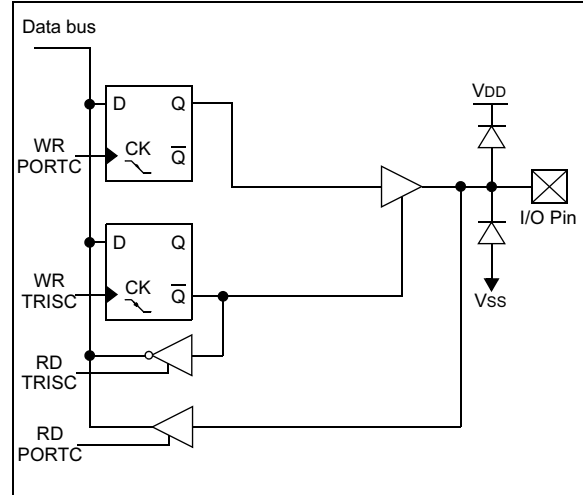 Data bus
D Q
WR
PORTC
CK
Q
VDD
I/O Pin
D Q
WR
TRISC
CK
Q
VSS
RD
TRISC
RD
PORTC